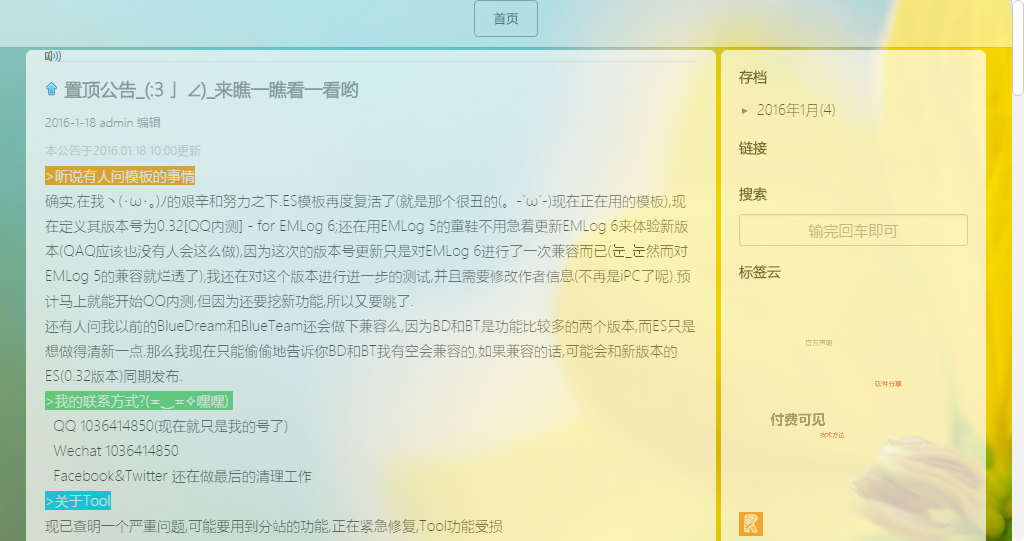 首页
置顶公告_(:3 」∠)_来瞧一瞧看一看哟
2016-1-18 admin 编辑
本公告于2016.01.18 10:00更新
>听说有人问模板的事情
确实,在我ヽ(･ω･｡)ﾉ的艰辛和努力之下.ES模板再度复活了(就是那个很丑的(。-`ω´-)现在正在用的模板),现
在定义其版本号为0.32[QQ内测] - for EMLog 6;还在用EMLog 5的童鞋不用急着更新EMLog 6来体验新版
本(QAQ应该也没有人会这么做),因为这次的版本号更新只是对EMLog 6进行了一次兼容而已(눈_눈然而对
EMLog 5的兼容就烂透了),我还在对这个版本进行进一步的测试,并且需要修改作者信息(不再是iPC了呢).预
计马上就能开始QQ内测,但因为还要挖新功能,所以又要跳了.
还有人问我以前的BlueDream和BlueTeam还会做下兼容么,因为BD和BT是功能比较多的两个版本,而ES只是
想做得清新一点.那么我现在只能偷偷地告诉你BD和BT我有空会兼容的,如果兼容的话,可能会和新版本的
ES(0.32版本)同期发布.
>我的联系方式?(≖‿≖✧嘿嘿)
QQ 1036414850(现在就只是我的号了)
Wechat 1036414850
Facebook&Twitter 还在做最后的清理工作
>关于Tool
现已查明一个严重问题,可能要用到分站的功能,正在紧急修复,Tool功能受损
存档
2016年1月(4)
链接
搜索
输完回车即可
标签云
官方声明
软件分享
付费可见
技术方法